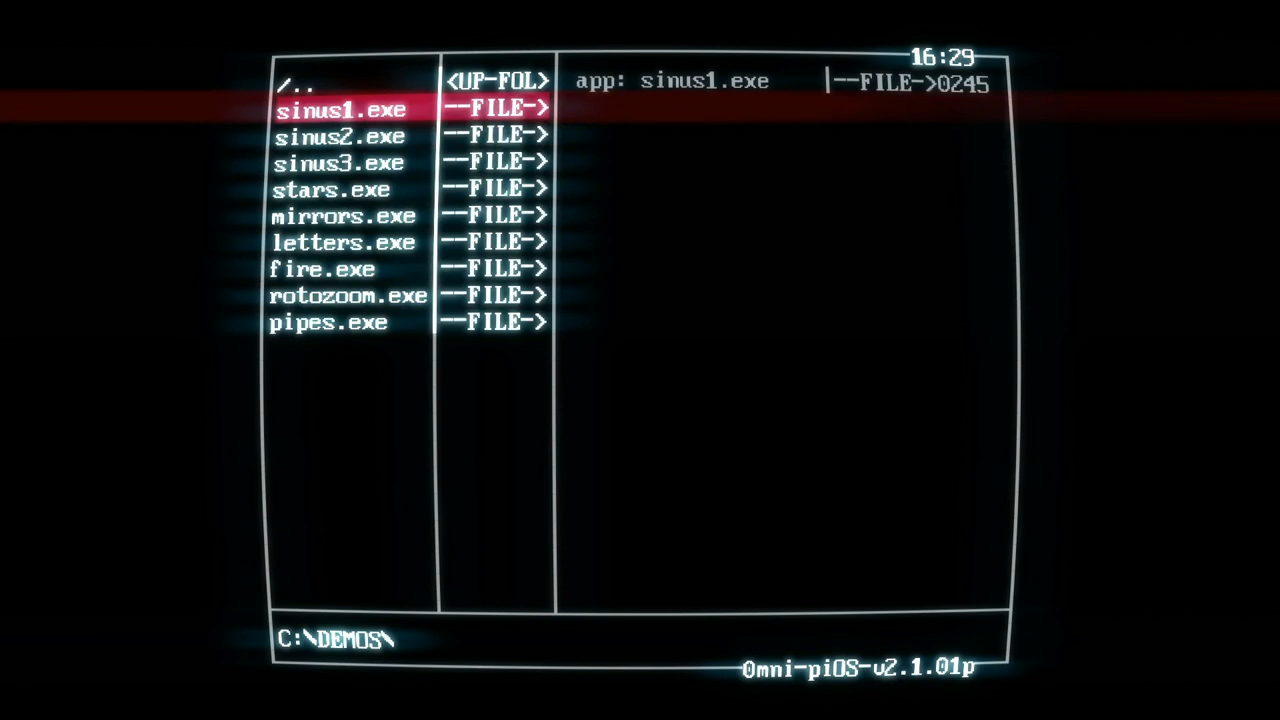 16:29
/.. <UP-FOL> app: sinus1.exe |--FILE->0245
sinus1.exe --FILE->
sinus2.exe --FILE->
sinus3.exe --FILE->
stars.exe --FILE->
mirrors.exe --FILE->
letters.exe --FILE->
fire.exe --FILE->
rotozoom.exe --FILE->
pipes.exe --FILE->
C:\DEMOS\
0mni-piOS-v2.1.01p